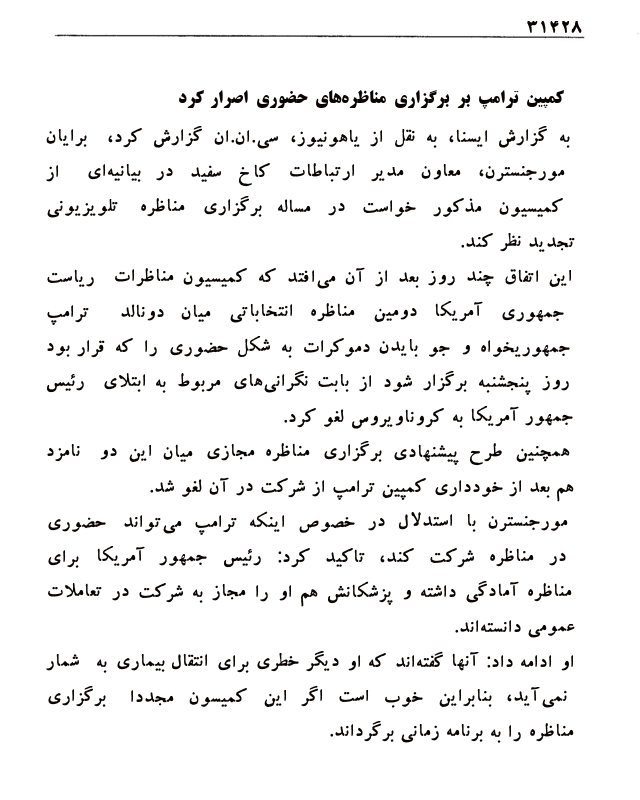 ۳۱۴۲۸
کمپین ترامپ بر برگزاری مناظره‌های حضوری اصرار کرد
به گزارش ایسنا، به نقل از یاهونیوز، سی.ان.ان گزارش کرد، برایان
مورجنسترن، معاون مدیر ارتباطات کاخ سفید در بیانیه‌ای از
کمیسیون مذکور خواست در مساله برگزاری مناظره تلویزیونی
تجدید نظر کند.
این اتفاق چند روز بعد از آن می‌افتد که کمیسیون مناظرات ریاست
جمهوری آمریکا دومین مناظره انتخاباتی میان دونالد ترامپ
جمهوریخواه و جو بایدن دموکرات به شکل حضوری را که قرار بود
روز پنجشنبه برگزار شود از بابت نگرانی‌های مربوط به ابتلای رئیس
جمهور آمریکا به کروناویروس لغو کرد.
همچنین طرح پیشنهادی برگزاری مناظره مجازی میان این دو نامزد
هم بعد از خودداری کمپین ترامپ از شرکت در آن لغو شد.
مورجنسترن با استدلال در خصوص اینکه ترامپ می‌تواند حضوری
در مناظره شرکت کند، تاکید کرد: رئیس جمهور آمریکا برای
مناظره آمادگی داشته و پزشکانش هم او را مجاز به شرکت در تعاملات
عمومی دانسته‌اند.
او ادامه داد: آنها گفته‌اند که او دیگر خطری برای انتقال بیماری به شمار
نمی‌آید، بنابراین خوب است اگر این کمیسون مجددا برگزاری
مناظره را به برنامه زمانی برگرداند.